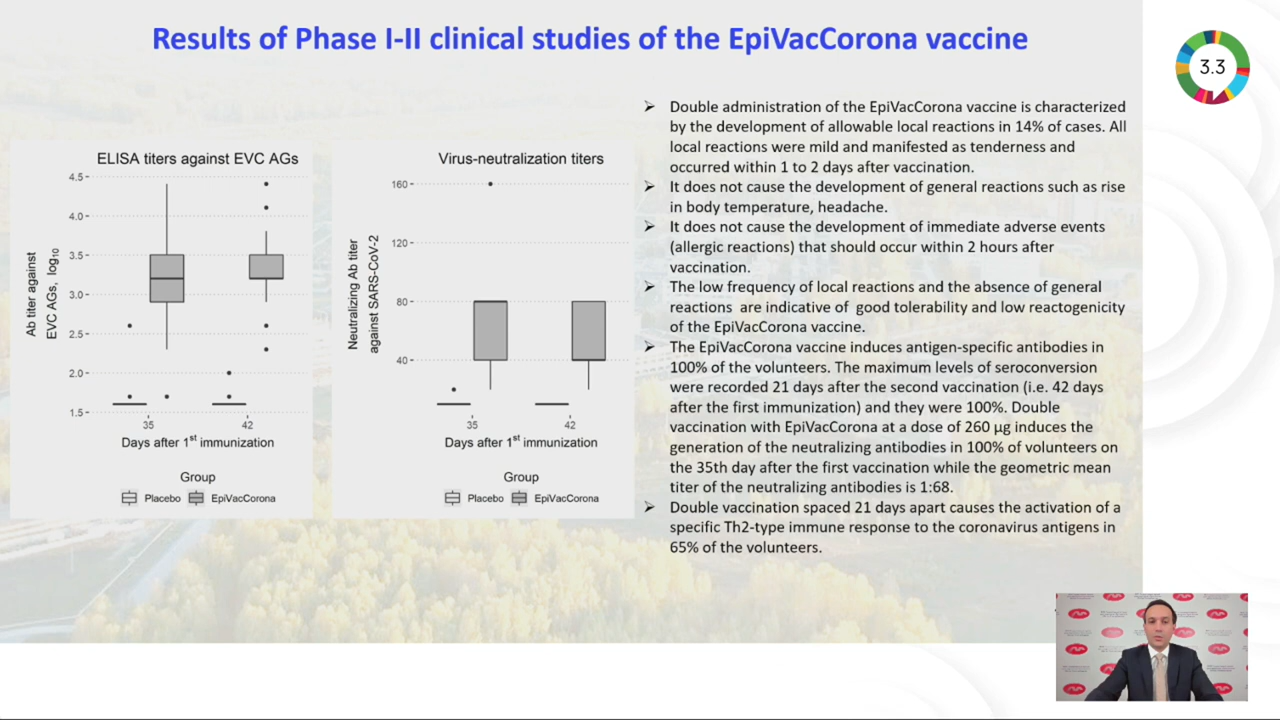 Results of Phase I-II clinical studies of the EpiVacCorona vaccine
3.3
ELISA titers against EVC AGs
Ab titer against
EVC AGs, log10
4.5
4.0
3.5
3.0
2.5
2.0
1.5
35
42
Days after 1st immunization
Group
Placebo
EpiVacCorona
Virus-neutralization titers
Neutralizing Ab titer
against SARS-CoV-2
160
120
80
40
35
42
Days after 1st immunization
Group
Placebo
EpiVacCorona
➢ Double administration of the EpiVacCorona vaccine is characterized
by the development of allowable local reactions in 14% of cases. All
local reactions were mild and manifested as tenderness and
occurred within 1 to 2 days after vaccination.
➢ It does not cause the development of general reactions such as rise
in body temperature, headache.
➢ It does not cause the development of immediate adverse events
(allergic reactions) that should occur within 2 hours after
vaccination.
➢ The low frequency of local reactions and the absence of general
reactions are indicative of good tolerability and low reactogenicity
of the EpiVacCorona vaccine.
➢ The EpiVacCorona vaccine induces antigen-specific antibodies in
100% of the volunteers. The maximum levels of seroconversion
were recorded 21 days after the second vaccination (i.e. 42 days
after the first immunization) and they were 100%. Double
vaccination with EpiVacCorona at a dose of 260 µg induces the
generation of the neutralizing antibodies in 100% of volunteers on
the 35th day after the first vaccination while the geometric mean
titer of the neutralizing antibodies is 1:68.
➢ Double vaccination spaced 21 days apart causes the activation of a
specific Th2-type immune response to the coronavirus antigens in
65% of the volunteers.